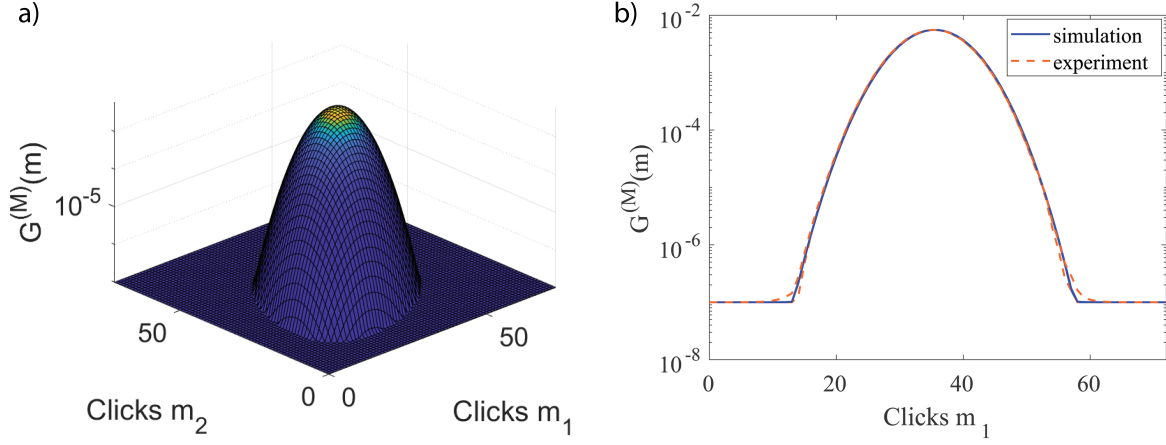 a)
G^(M)(m)
10^-5
50
50
0
0
Clicks m_2
Clicks m_1
b)
10^-2
simulation
experiment
10^-4
G^(M)(m)
10^-6
10^-8
0
20
40
60
Clicks m_1